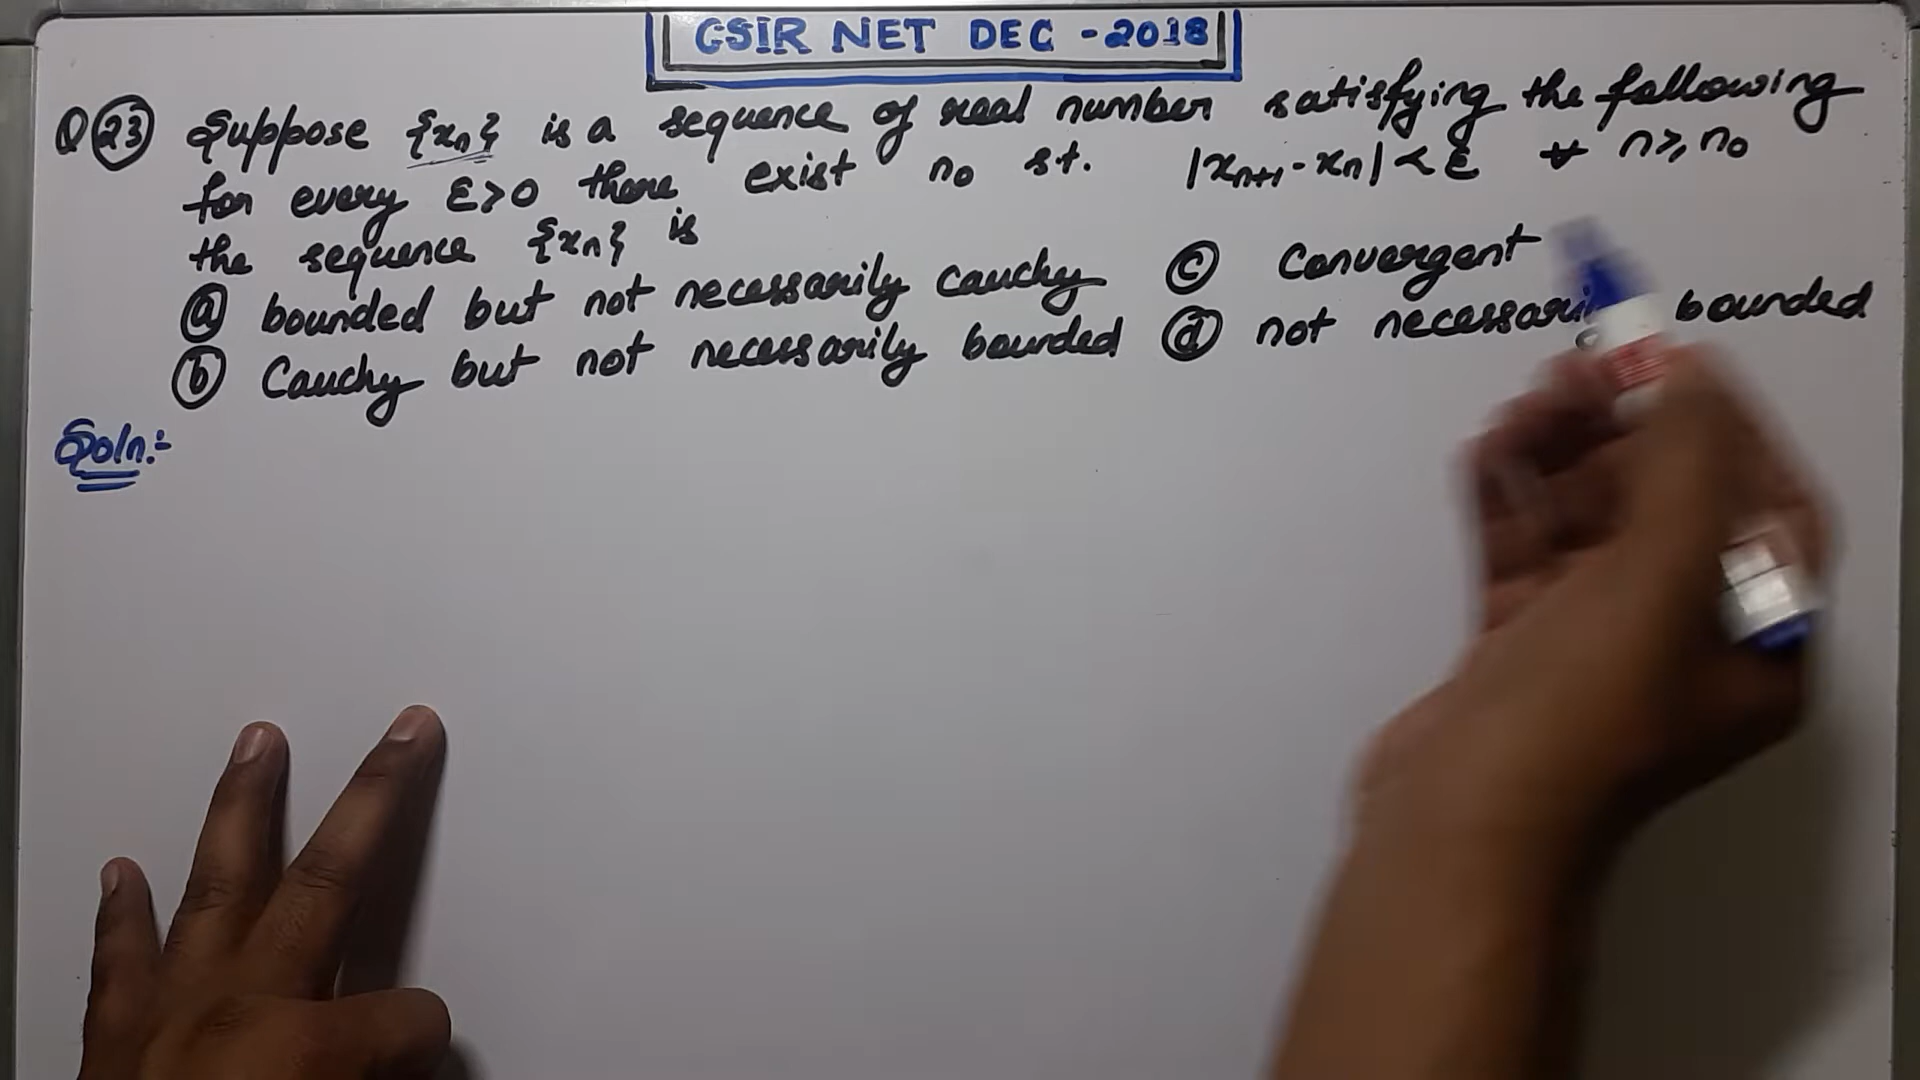 CSIR NET DEC - 2018
Q 23 Suppose {xn} is a sequence of real number satisfying the following
for every ε>0 there exist n0 st. |xn+1 - xn| < ε ∀ n≥n0
the sequence {xn} is
(a) bounded but not necessarily cauchy (c) Convergent
(b) Cauchy but not necessarily bounded (d) not bounded
Soln:-